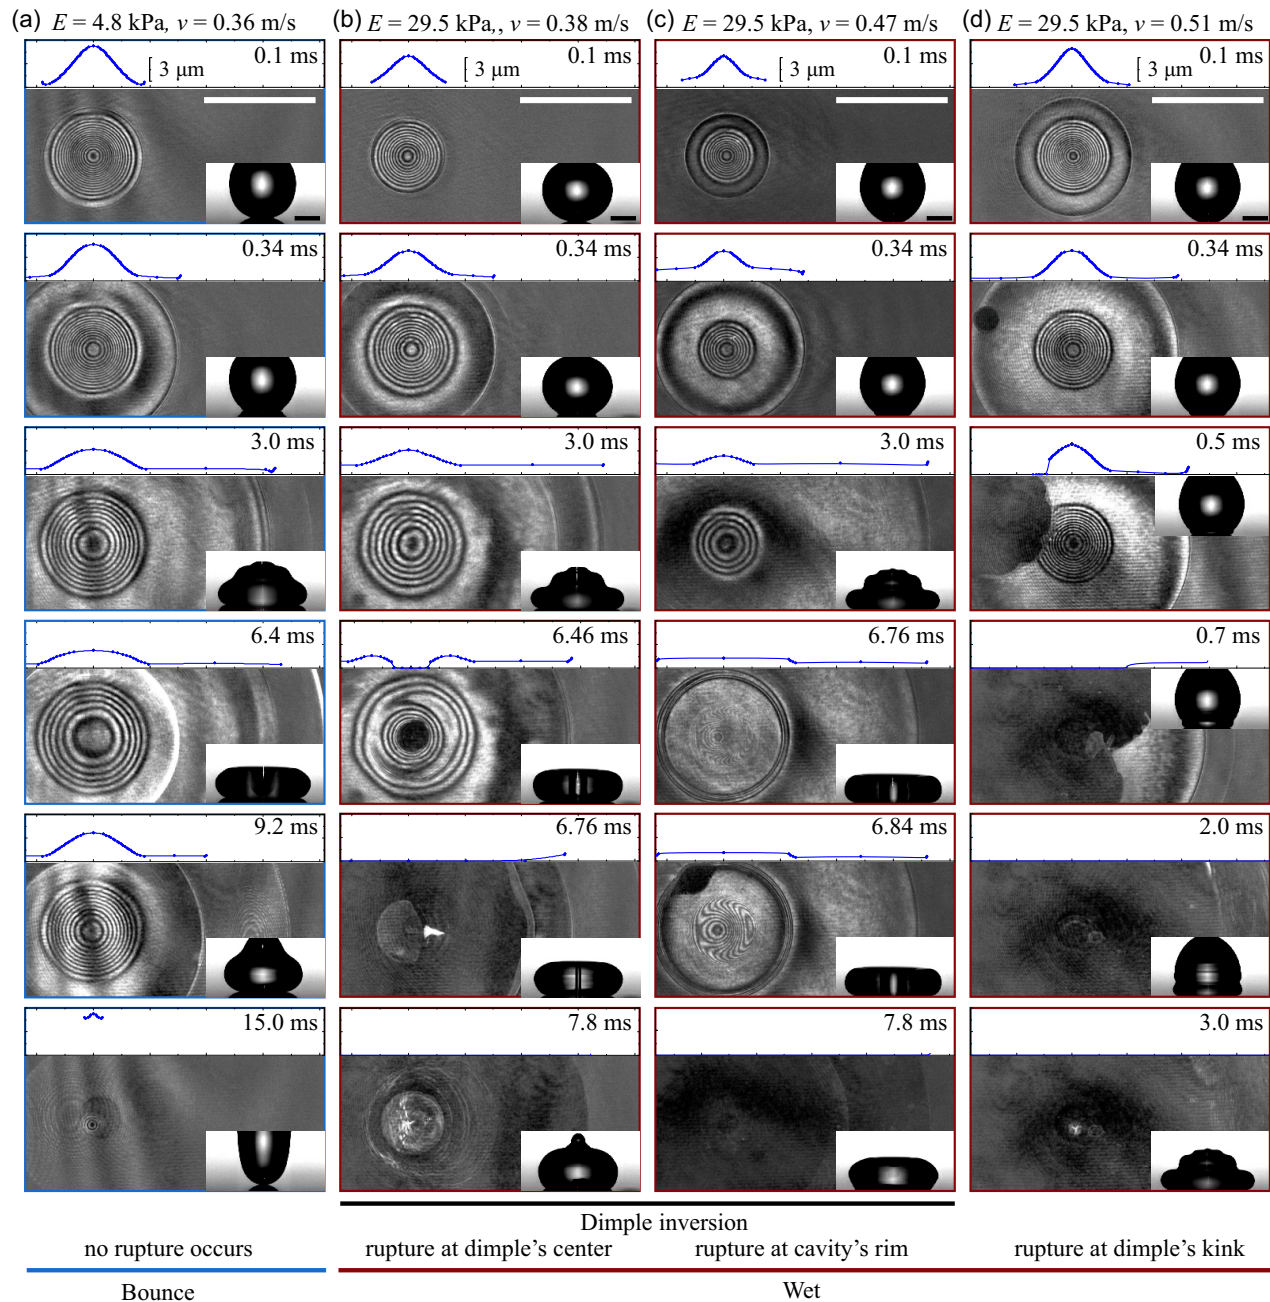 (a) E = 4.8 kPa, v = 0.36 m/s
(b) E = 29.5 kPa,, v = 0.38 m/s
(c) E = 29.5 kPa, v = 0.47 m/s
(d) E = 29.5 kPa, v = 0.51 m/s
3 μm 0.1 ms
3 μm 0.1 ms
3 μm 0.1 ms
3 μm 0.1 ms
0.34 ms
0.34 ms
0.34 ms
0.34 ms
3.0 ms
3.0 ms
3.0 ms
0.5 ms
6.4 ms
6.46 ms
6.76 ms
0.7 ms
9.2 ms
6.76 ms
6.84 ms
2.0 ms
15.0 ms
7.8 ms
7.8 ms
3.0 ms
Dimple inversion
no rupture occurs
rupture at dimple’s center
rupture at cavity’s rim
rupture at dimple’s kink
Bounce
Wet